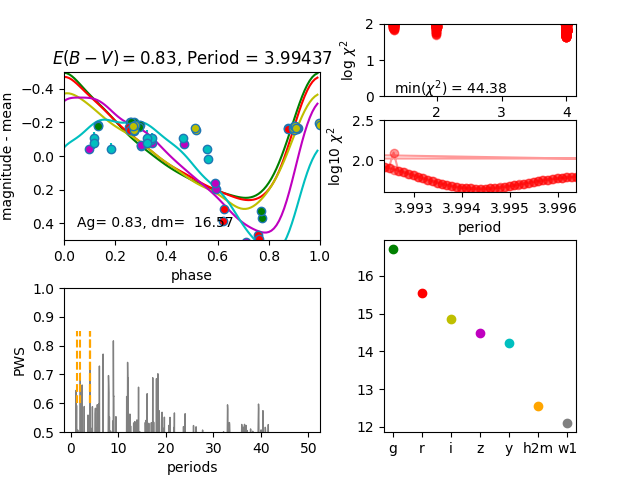 E(B − V) = 0.83, Period = 3.99437
magnitude - mean
−0.4
−0.2
0.0
0.2
0.4
Ag= 0.83, dm=  16.57
0.0 0.2 0.4 0.6 0.8 1.0
phase
log χ²
2
1
0
min(χ²) = 44.38
2 3 4
log10 χ²
2.5
2.0
3.993 3.994 3.995 3.996
period
PWS
1.0
0.9
0.8
0.7
0.6
0.5
0 10 20 30 40 50
periods
16
15
14
13
12
g r i z y h2m w1